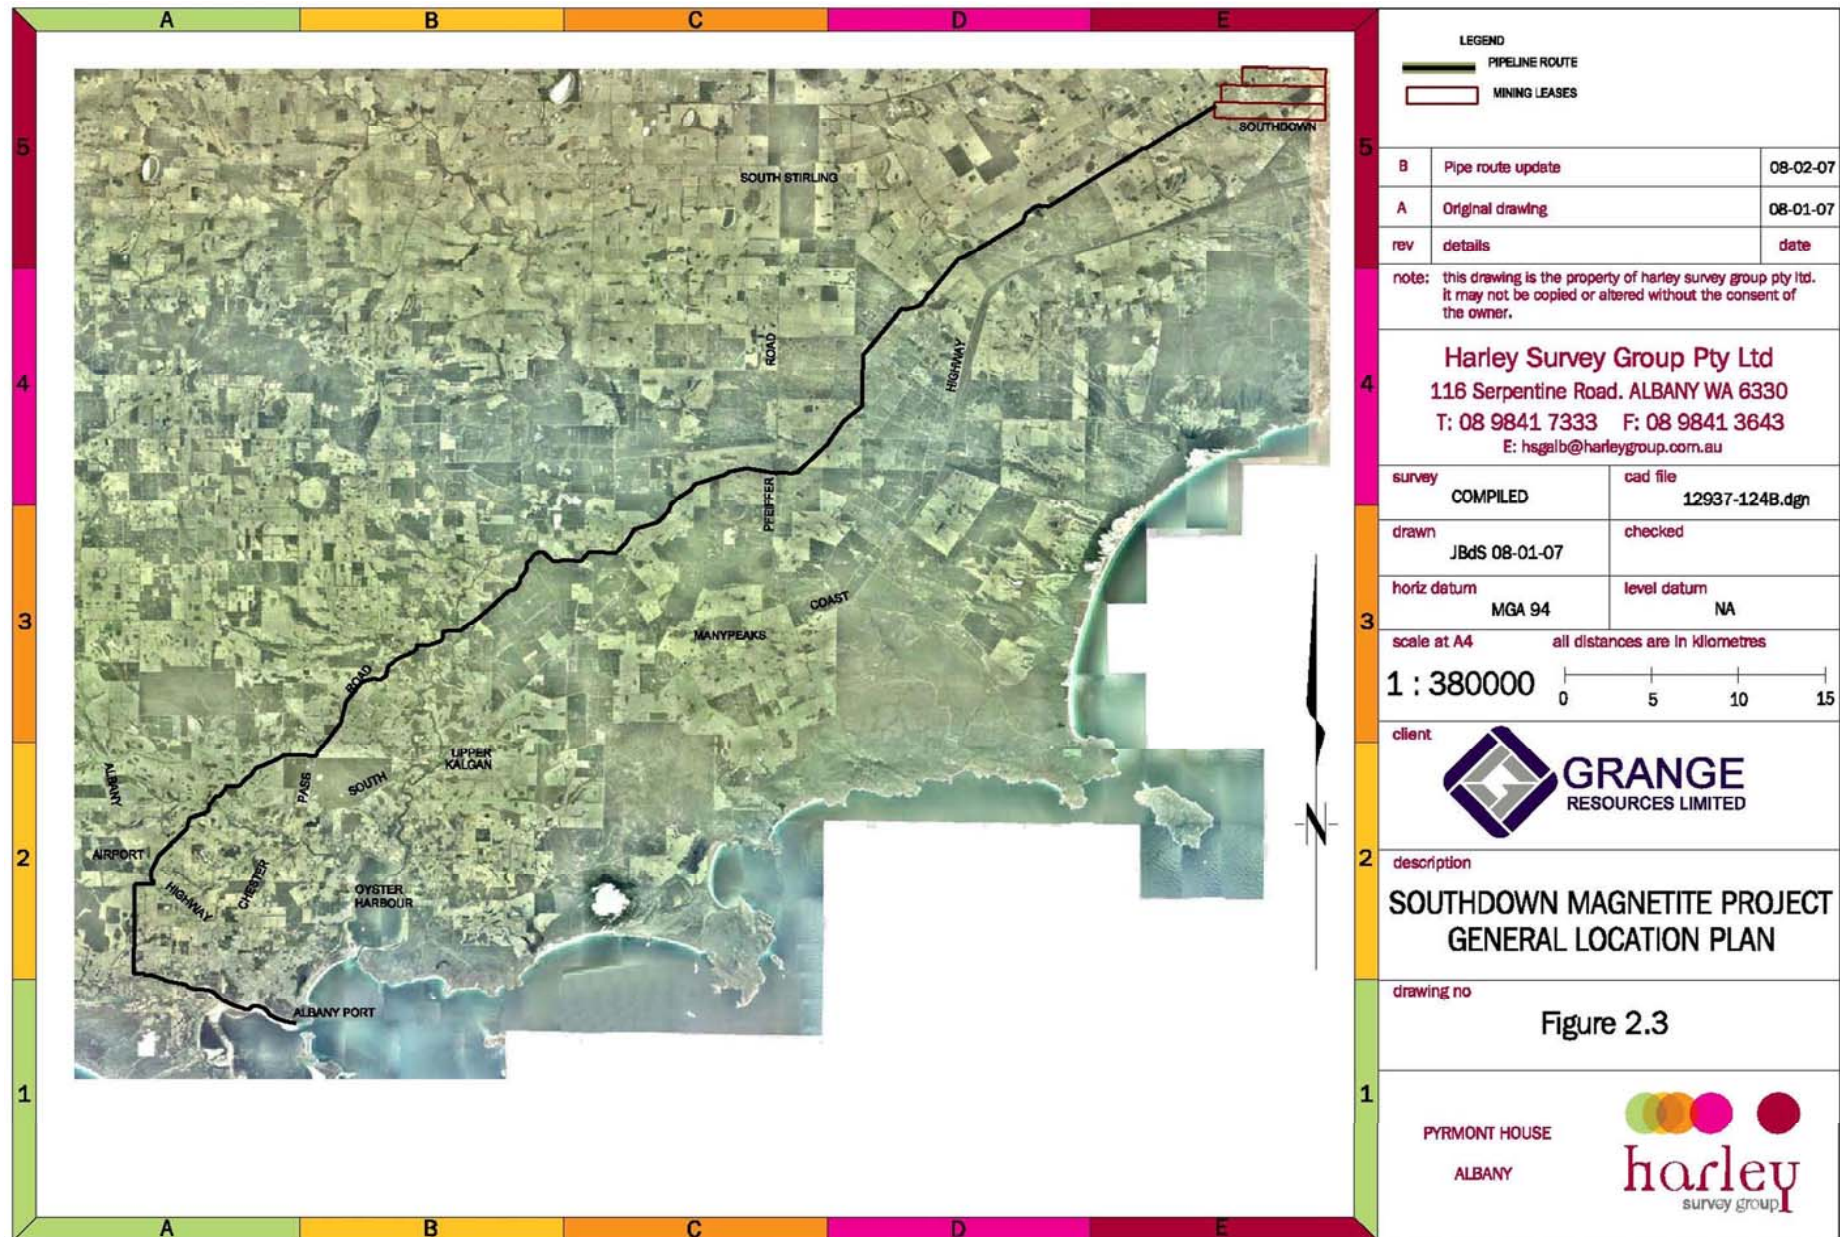 A B C D E
5
4
3
2
1
SOUTHDOWN
SOUTH STIRLING
ROAD
HIGHWAY
PFEIFFER
COAST
MANYPEAKS
ROAD
UPPER
KALGAN
ALBANY
PASS
SOUTH
AIRPORT
HIGHWAY
CHESTER
OYSTER
HARBOUR
ALBANY PORT
N
5
4
3
2
1
A B C D E
LEGEND
PIPELINE ROUTE
MINING LEASES
B Pipe route update 08-02-07
A Original drawing 08-01-07
rev details date
note: this drawing is the property of harley survey group pty ltd.
it may not be copied or altered without the consent of
the owner.
Harley Survey Group Pty Ltd
116 Serpentine Road. ALBANY WA 6330
T: 08 9841 7333 F: 08 9841 3643
E: hsgalb@harleygroup.com.au
survey cad file
COMPILED 12937-124B.dgn
drawn checked
JBdS 08-01-07
horiz datum level datum
MGA 94 NA
scale at A4 all distances are in kilometres
1 : 380000
0 5 10 15
client
GRANGE
RESOURCES LIMITED
description
SOUTHDOWN MAGNETITE PROJECT
GENERAL LOCATION PLAN
drawing no
Figure 2.3
PYRMONT HOUSE
ALBANY
harley
survey group